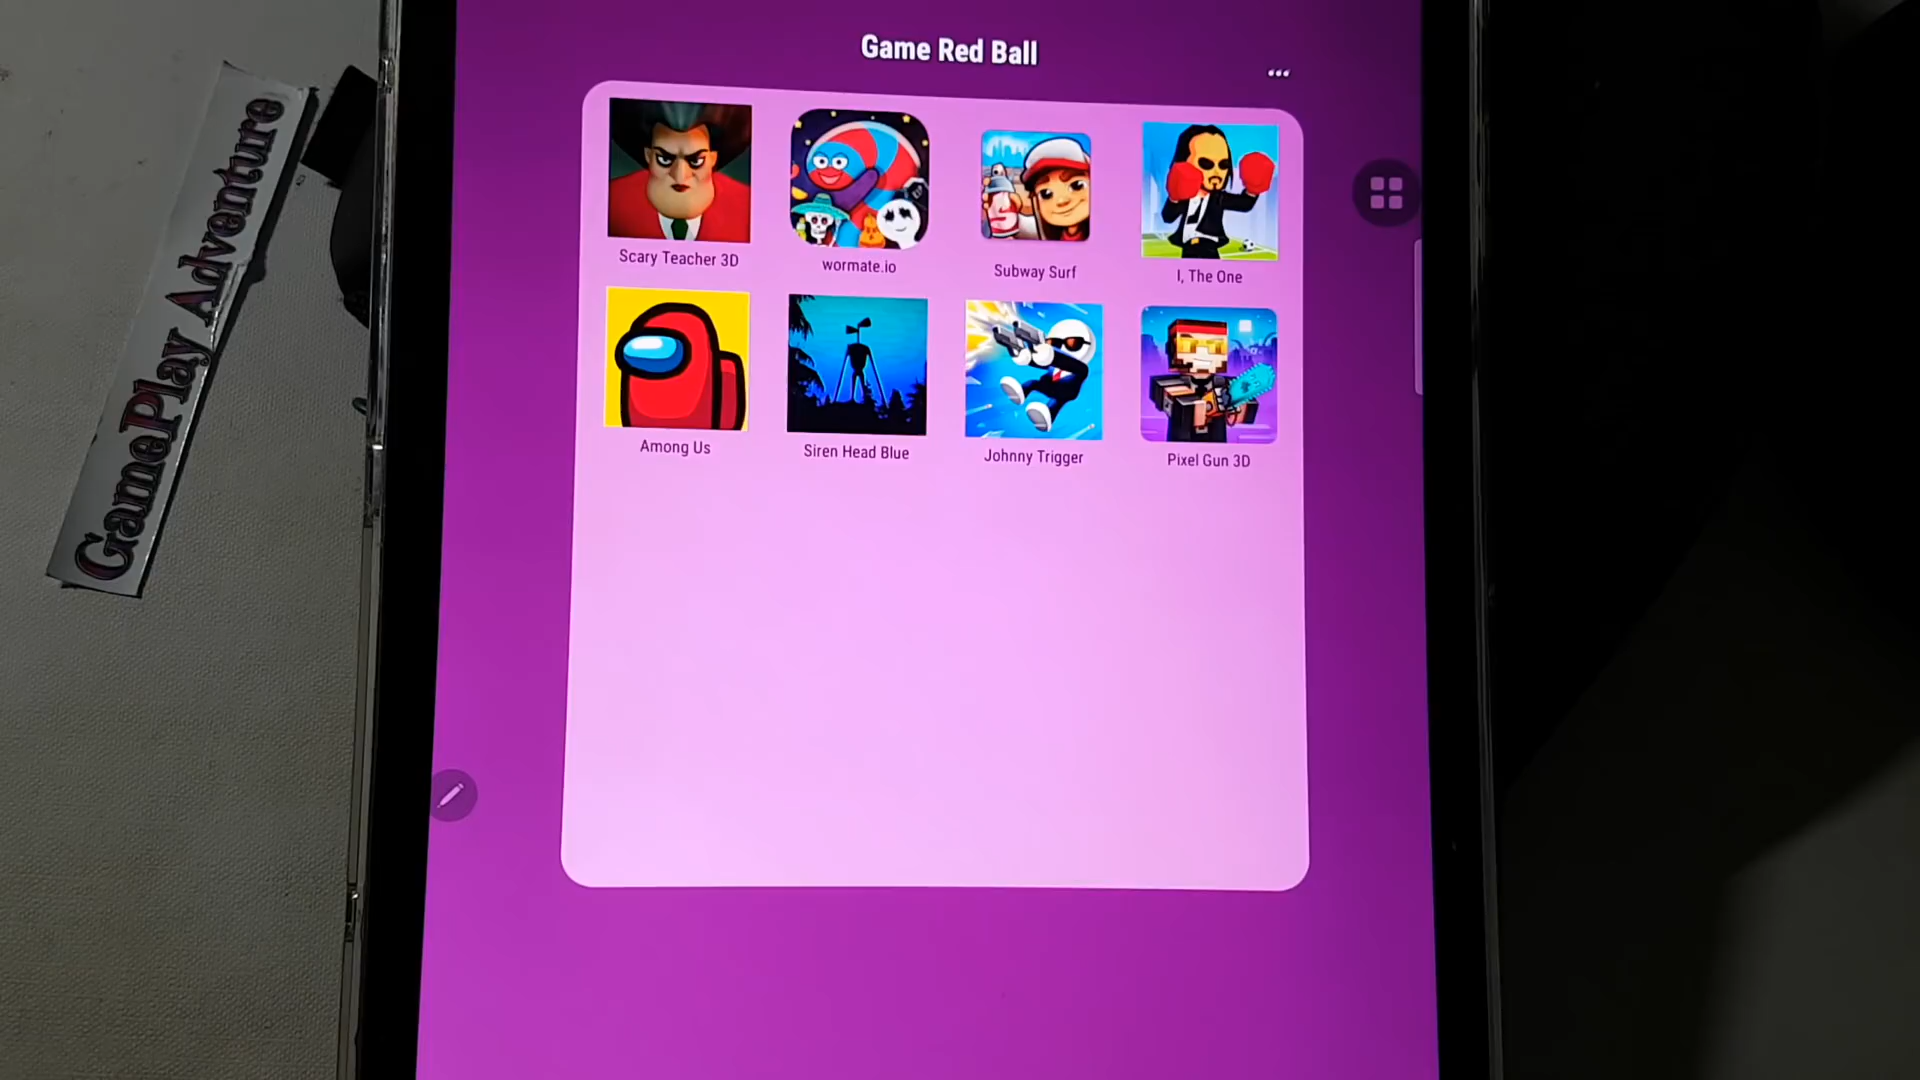 Game Red Ball
GamePlay Adventure
Scary Teacher 3D
wormate.io
Subway Surf
I, The One
Among Us
Siren Head Blue
Johnny Trigger
Pixel Gun 3D